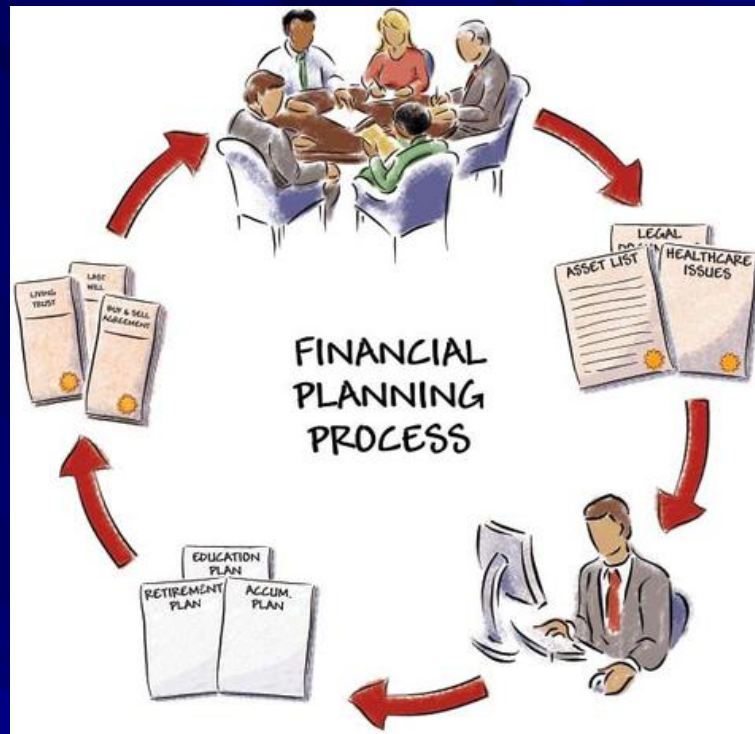 LEGAL
ASSET LIST
HEALTHCARE
ISSUES
LIVING
TRUST
LAST
WILL
BUY & SELL
AGREEMENT
FINANCIAL
PLANNING
PROCESS
EDUCATION
PLAN
RETIREMENT
PLAN
ACCUM.
PLAN